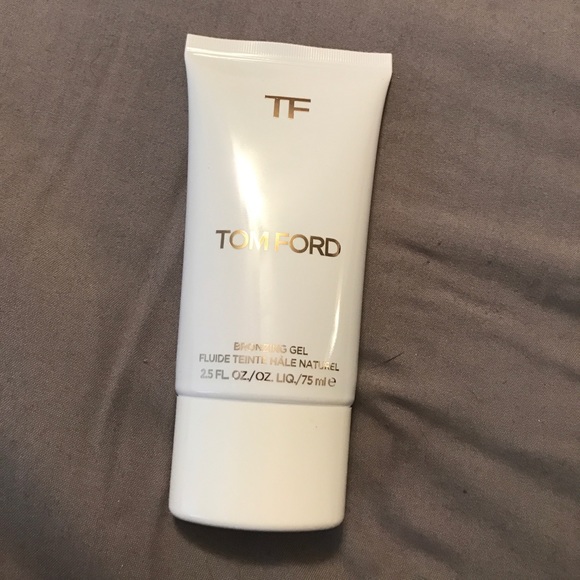 TF
TOM FORD
BRONZING GEL
FLUIDE TEINTE HÂLE NATUREL
2.5 FL. OZ./OZ. LIQ./75 ml e